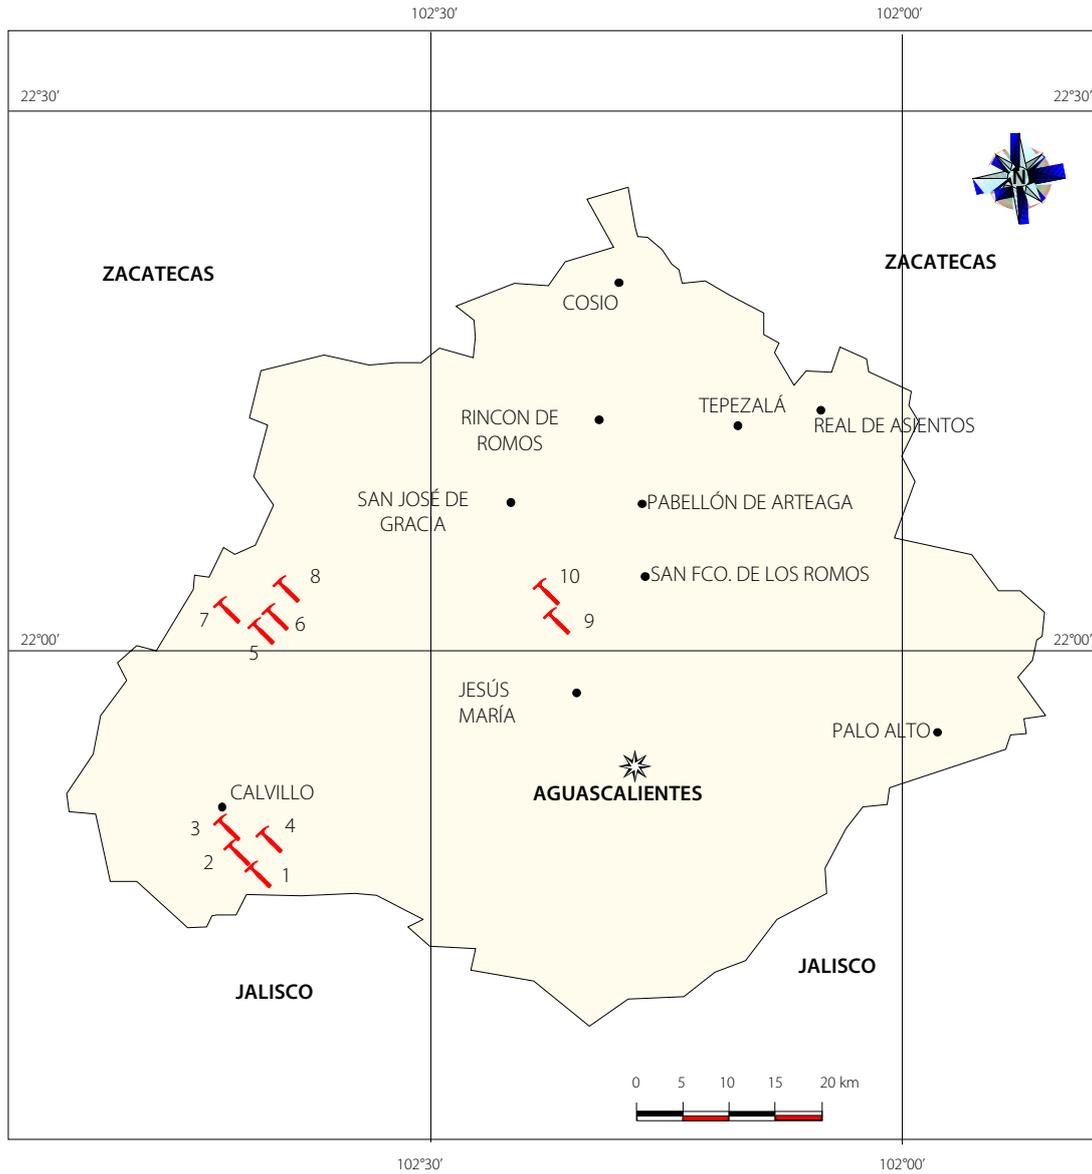 102°30’
102°00’
22°30’
22°30’
N
ZACATECAS
ZACATECAS
COSIO
TEPEZALÁ
RINCON DE
ROMOS
REAL DE ASIENTOS
SAN JOSÉ DE
GRACIA
PABELLÓN DE ARTEAGA
SAN FCO. DE LOS ROMOS
8
10
7
6
9
5
22°00’
22°00’
JESÚS
MARÍA
PALO ALTO
CALVILLO
AGUASCALIENTES
3
4
2
1
JALISCO
JALISCO
0 5 10 15 20 km
102°30’
102°00’